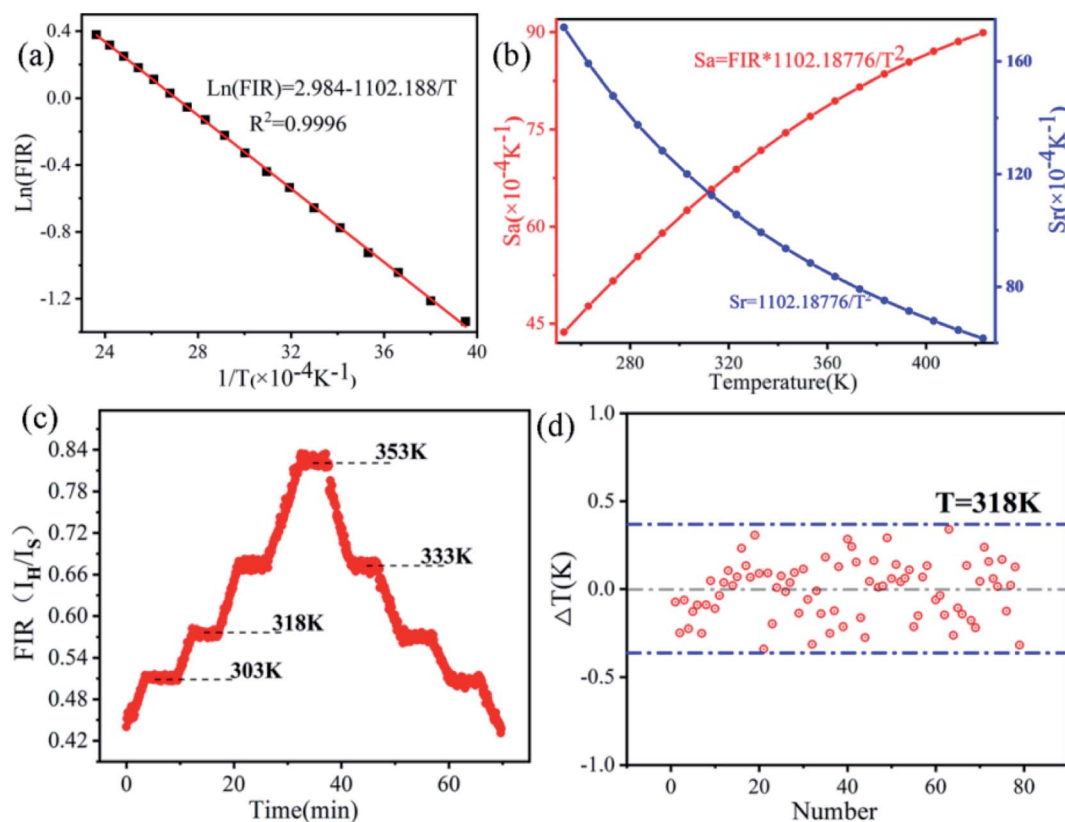 (a)
Ln(FIR)
0.4
0.0
-0.4
-0.8
-1.2
Ln(FIR)=2.984-1102.188/T
R²=0.9996
24 28 32 36 40
1/T(×10⁻⁴K⁻¹)
(b)
Sa(×10⁻⁴K⁻¹)
90
75
60
45
Sa=FIR*1102.18776/T²
Sr=1102.18776/T²
160
120
80
Sr(×10⁻⁴K⁻¹)
280 320 360 400
Temperature(K)
(c)
FIR（I_H/I_S）
0.84
0.78
0.72
0.66
0.60
0.54
0.48
0.42
353K
333K
318K
303K
0 20 40 60
Time(min)
(d)
ΔT(K)
1.0
0.5
0.0
-0.5
-1.0
T=318K
0 20 40 60 80
Number